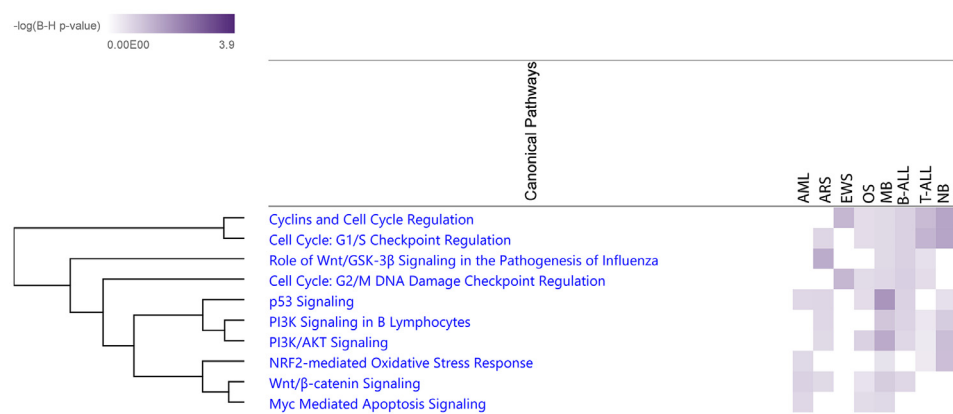 -log(B-H p-value)
0.00E00 3.9
Canonical Pathways
AML ARS EWS OS MB B-ALL T-ALL NB
Cyclins and Cell Cycle Regulation
Cell Cycle: G1/S Checkpoint Regulation
Role of Wnt/GSK-3β Signaling in the Pathogenesis of Influenza
Cell Cycle: G2/M DNA Damage Checkpoint Regulation
p53 Signaling
PI3K Signaling in B Lymphocytes
PI3K/AKT Signaling
NRF2-mediated Oxidative Stress Response
Wnt/β-catenin Signaling
Myc Mediated Apoptosis Signaling